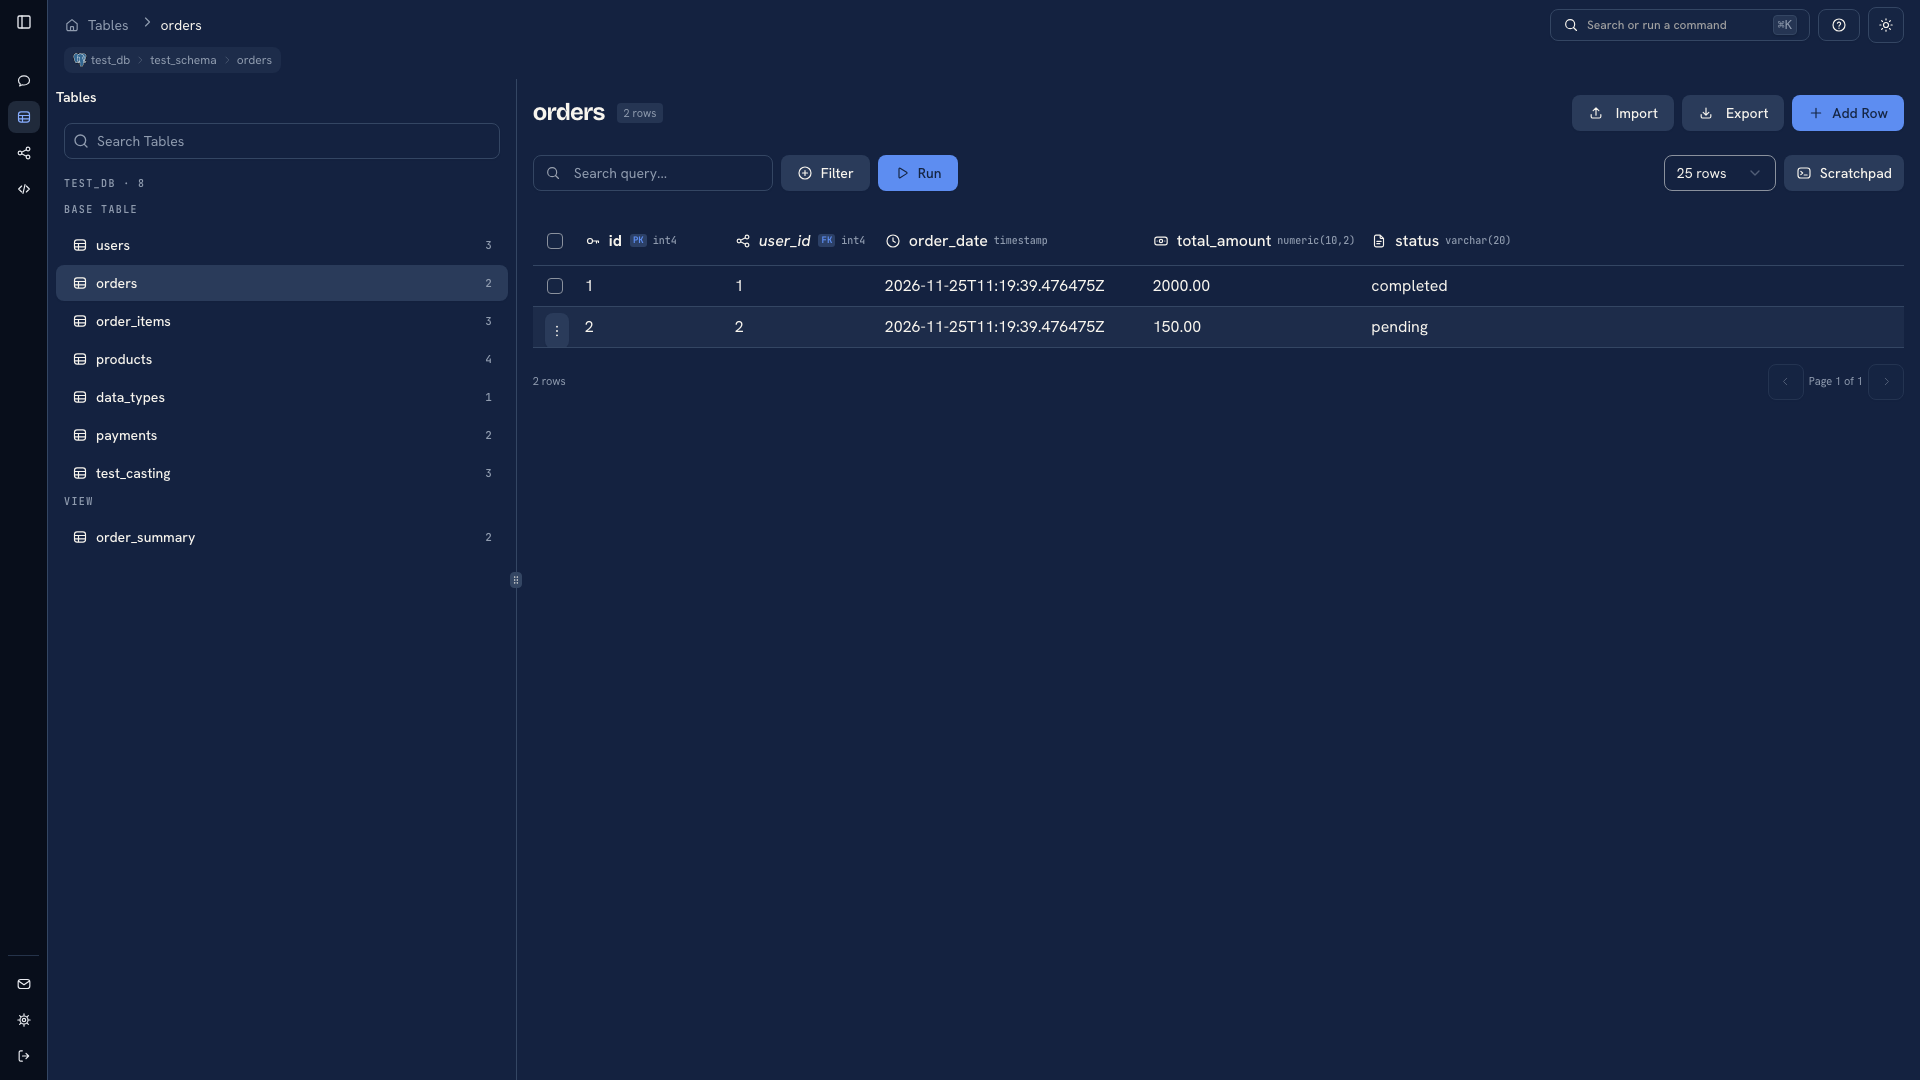 Tables > orders
Search or run a command ⌘K
test_db > test_schema > orders
Tables
Search Tables
TEST_DB · 8
BASE TABLE
users 3
orders 2
order_items 3
products 4
data_types 1
payments 2
test_casting 3
VIEW
order_summary 2
orders 2 rows
Import
Export
Add Row
Search query...
Filter
Run
25 rows
Scratchpad
id PK int4 user_id FK int4 order_date timestamp total_amount numeric(10,2) status varchar(20)
1 1 2026-11-25T11:19:39.476475Z 2000.00 completed
2 2 2026-11-25T11:19:39.476475Z 150.00 pending
2 rows
Page 1 of 1